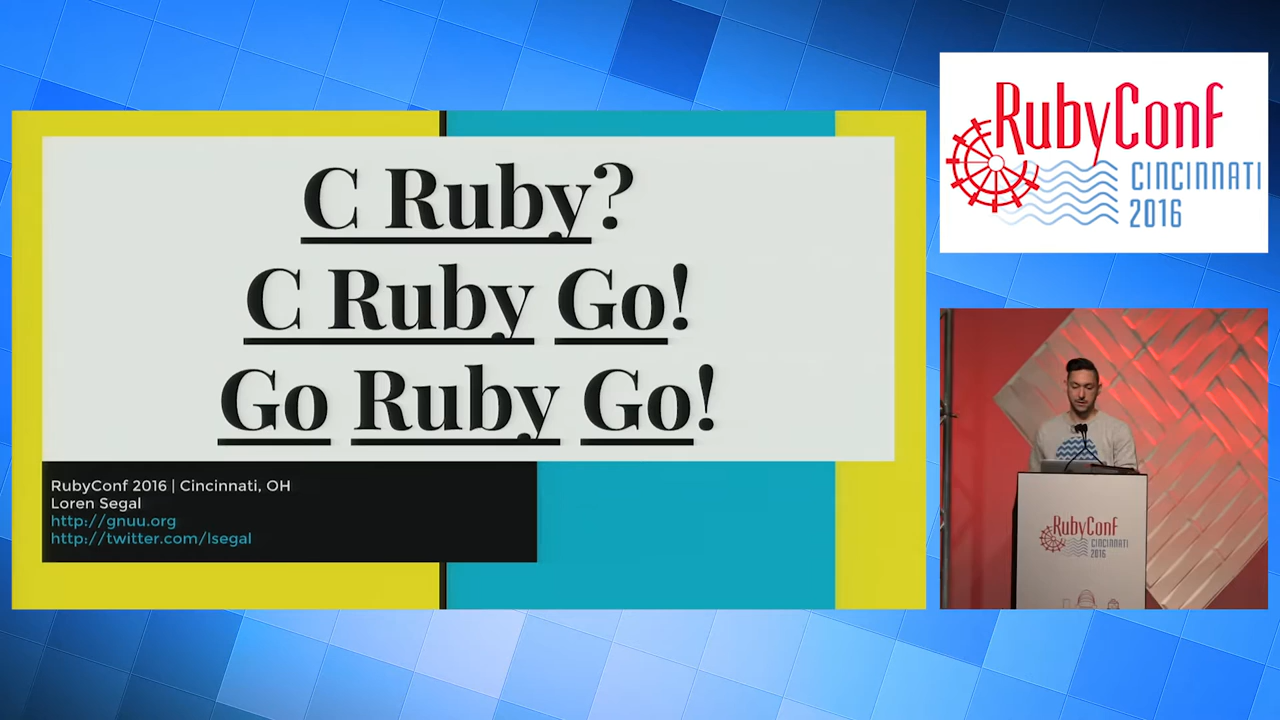 C Ruby?
C Ruby Go!
Go Ruby Go!
RubyConf 2016 | Cincinnati, OH
Loren Segal
http://gnuu.org
http://twitter.com/lsegal
RubyConf
CINCINNATI
2016
RubyConf
CINCINNATI
2016